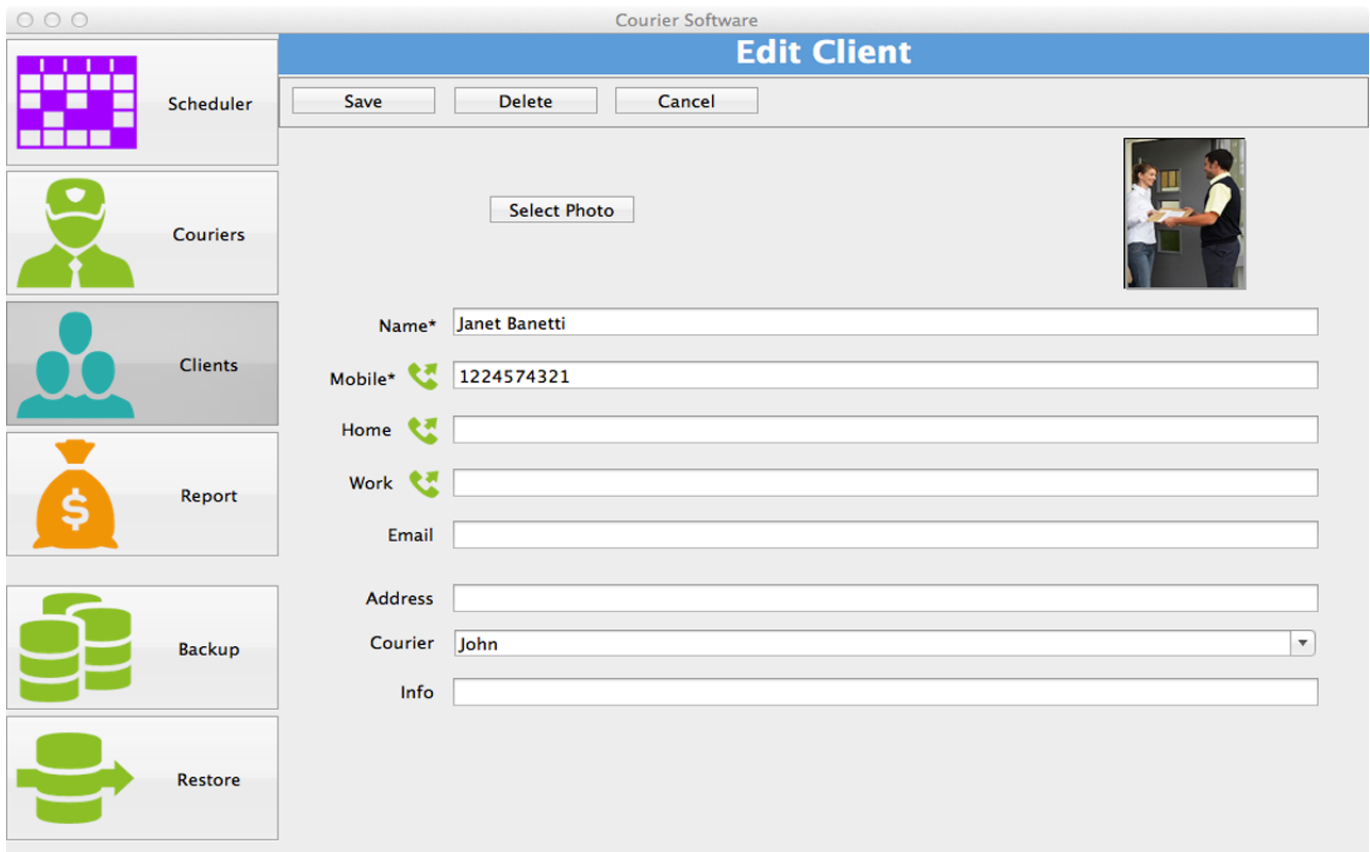 Courier Software
Edit Client
Save Delete Cancel
Scheduler
Couriers
Clients
Report
$
Backup
Restore
Select Photo
Name* Janet Banetti
Mobile* 1224574321
Home
Work
Email
Address
Courier John
Info